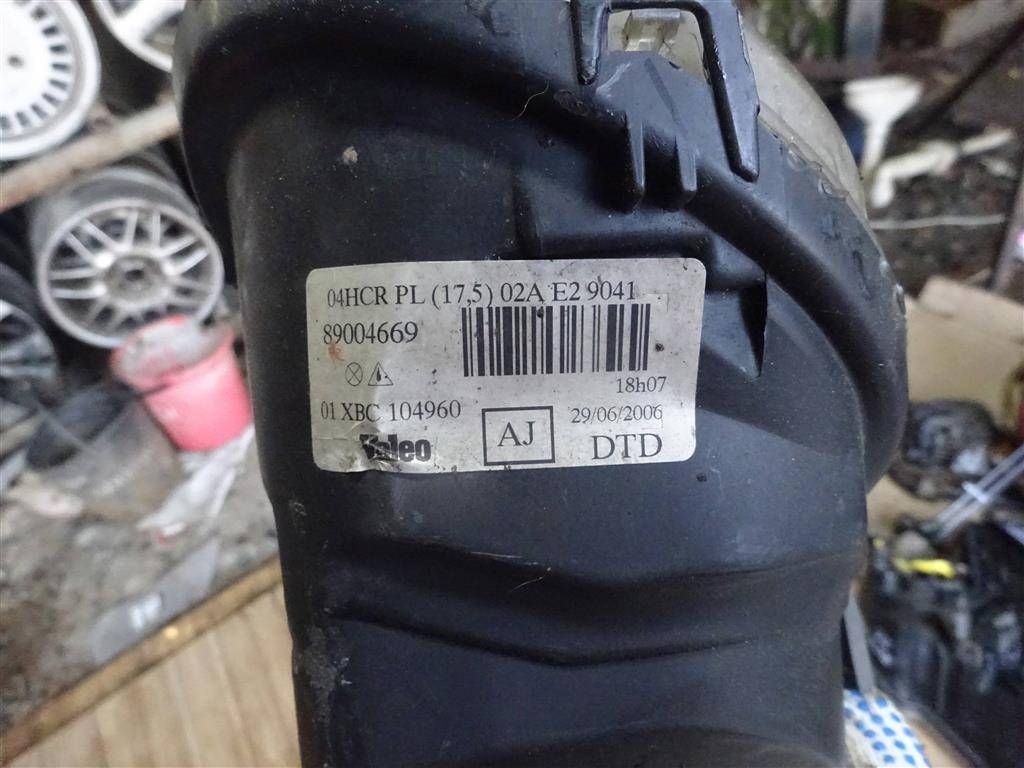 04HCR PL (17,5) 02A E2 9041
89004669
18h07
01 XBC 104960
AJ
29/06/2006
Valeo
DTD